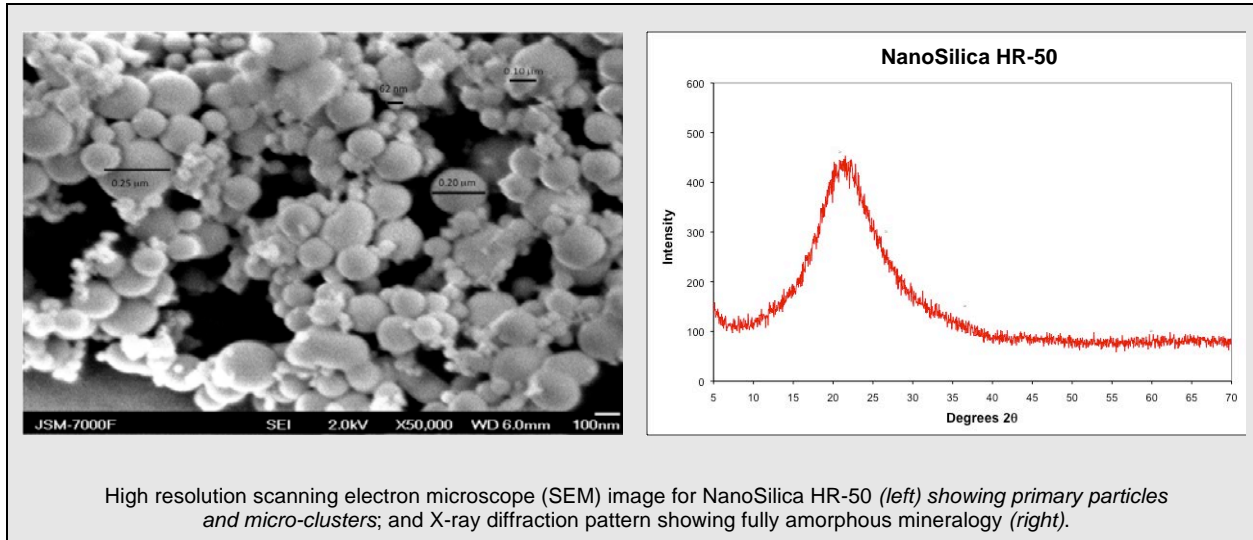 0.10 µm
62 nm
0.25 µm
0.20 µm
JSM-7000F SEI 2.0kV X50,000 WD 6.0mm 100nm
NanoSilica HR-50
600
500
400
300
200
100
0
Intensity
5 10 15 20 25 30 35 40 45 50 55 60 65 70
Degrees 2θ
High resolution scanning electron microscope (SEM) image for NanoSilica HR-50 (left) showing primary particles
and micro-clusters; and X-ray diffraction pattern showing fully amorphous mineralogy (right).